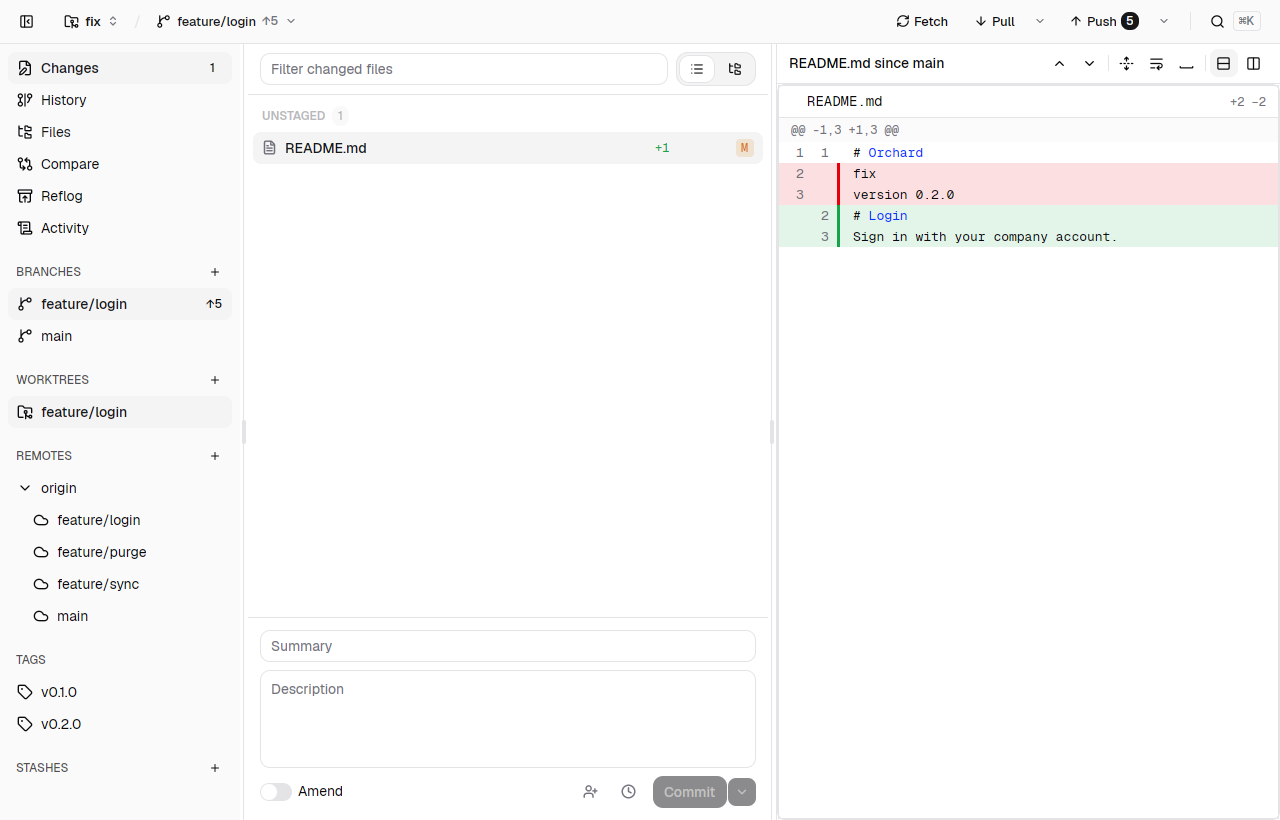 fix / feature/login ↑5
Fetch Pull Push 5 ⌘K
Changes 1
History
Files
Compare
Reflog
Activity
BRANCHES +
feature/login ↑5
main
WORKTREES +
feature/login
REMOTES +
origin
feature/login
feature/purge
feature/sync
main
TAGS
v0.1.0
v0.2.0
STASHES +
Filter changed files
UNSTAGED 1
README.md +1 M
Summary
Description
Amend
Commit
README.md since main
README.md +2 −2
@@ -1,3 +1,3 @@
1 1 # Orchard
2 fix
3 version 0.2.0
2 # Login
3 Sign in with your company account.